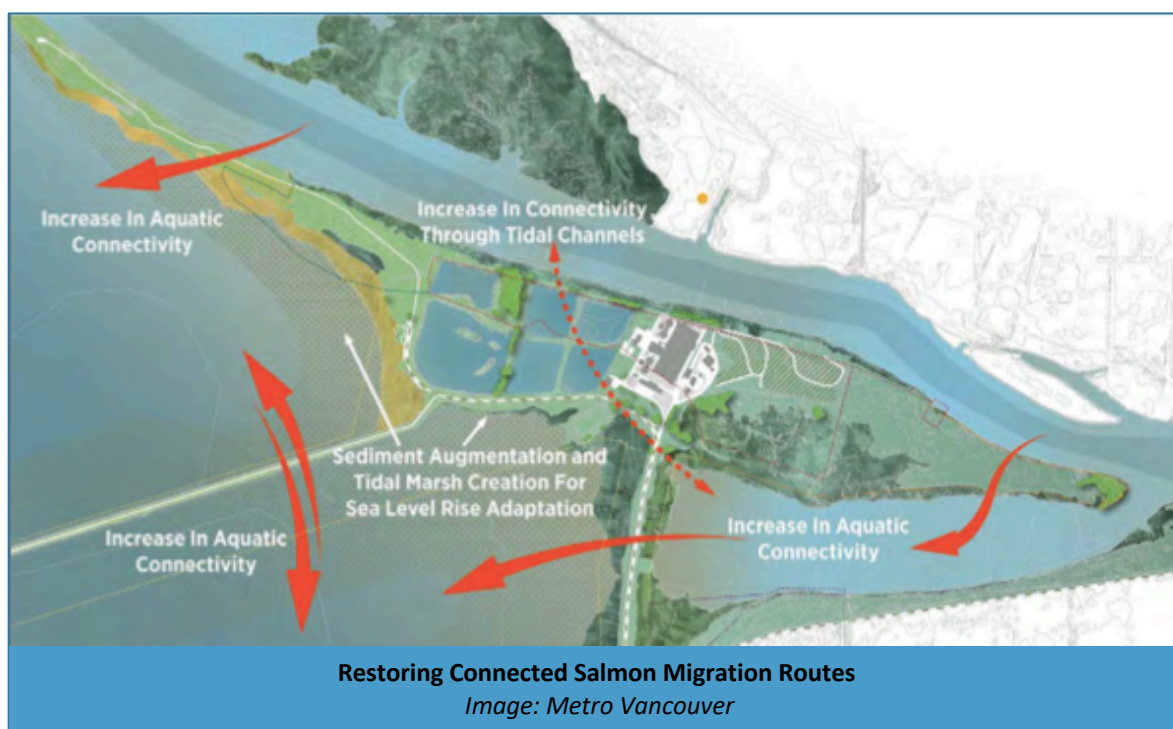 Increase In Aquatic
Connectivity
Increase In Connectivity
Through Tidal Channels
Sediment Augmentation and
Tidal Marsh Creation For
Sea Level Rise Adaptation
Increase In Aquatic
Connectivity
Increase In Aquatic
Connectivity
Restoring Connected Salmon Migration Routes
Image: Metro Vancouver